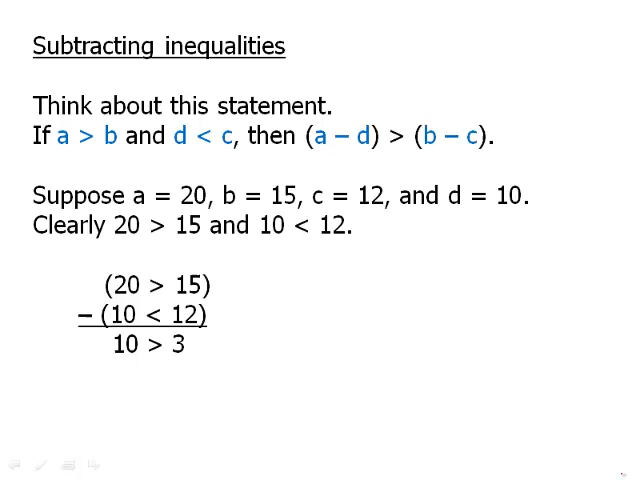 Subtracting inequalities
Think about this statement.
If a > b and d < c, then (a – d) > (b – c).
Suppose a = 20, b = 15, c = 12, and d = 10.
Clearly 20 > 15 and 10 < 12.
(20 > 15)
– (10 < 12)
10 > 3